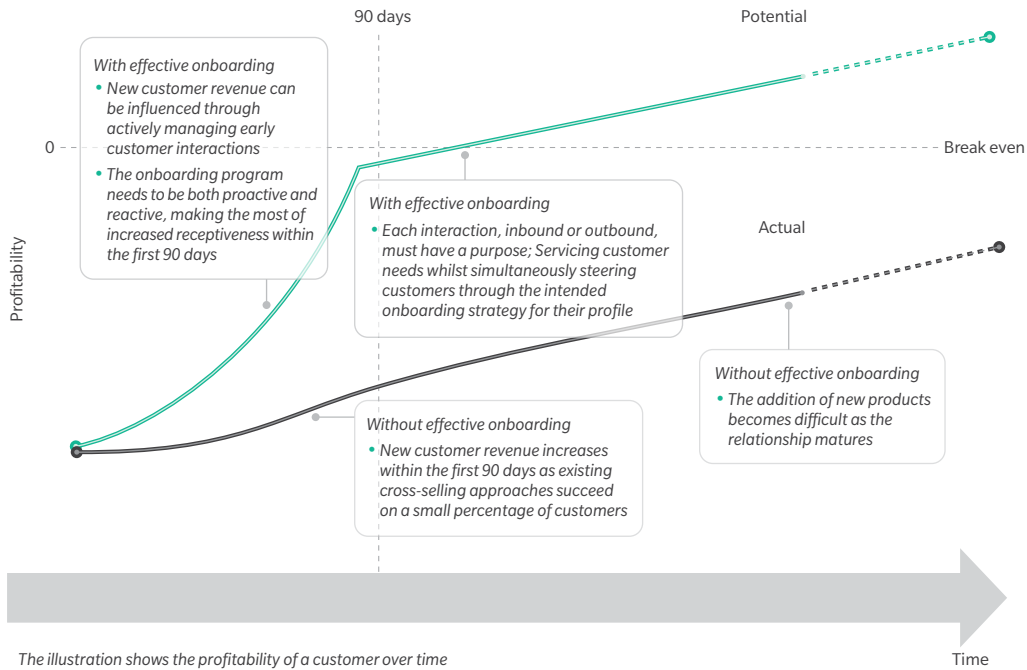 90 days
Potential
With effective onboarding
• New customer revenue can
be influenced through
actively managing early
customer interactions
• The onboarding program
needs to be both proactive and
reactive, making the most of
increased receptiveness within
the first 90 days
0
Break even
With effective onboarding
• Each interaction, inbound or outbound,
must have a purpose; Servicing customer
needs whilst simultaneously steering
customers through the intended
onboarding strategy for their profile
Actual
Profitability
Without effective onboarding
• The addition of new products
becomes difficult as the
relationship matures
Without effective onboarding
• New customer revenue increases
within the first 90 days as existing
cross-selling approaches succeed
on a small percentage of customers
The illustration shows the profitability of a customer over time
Time